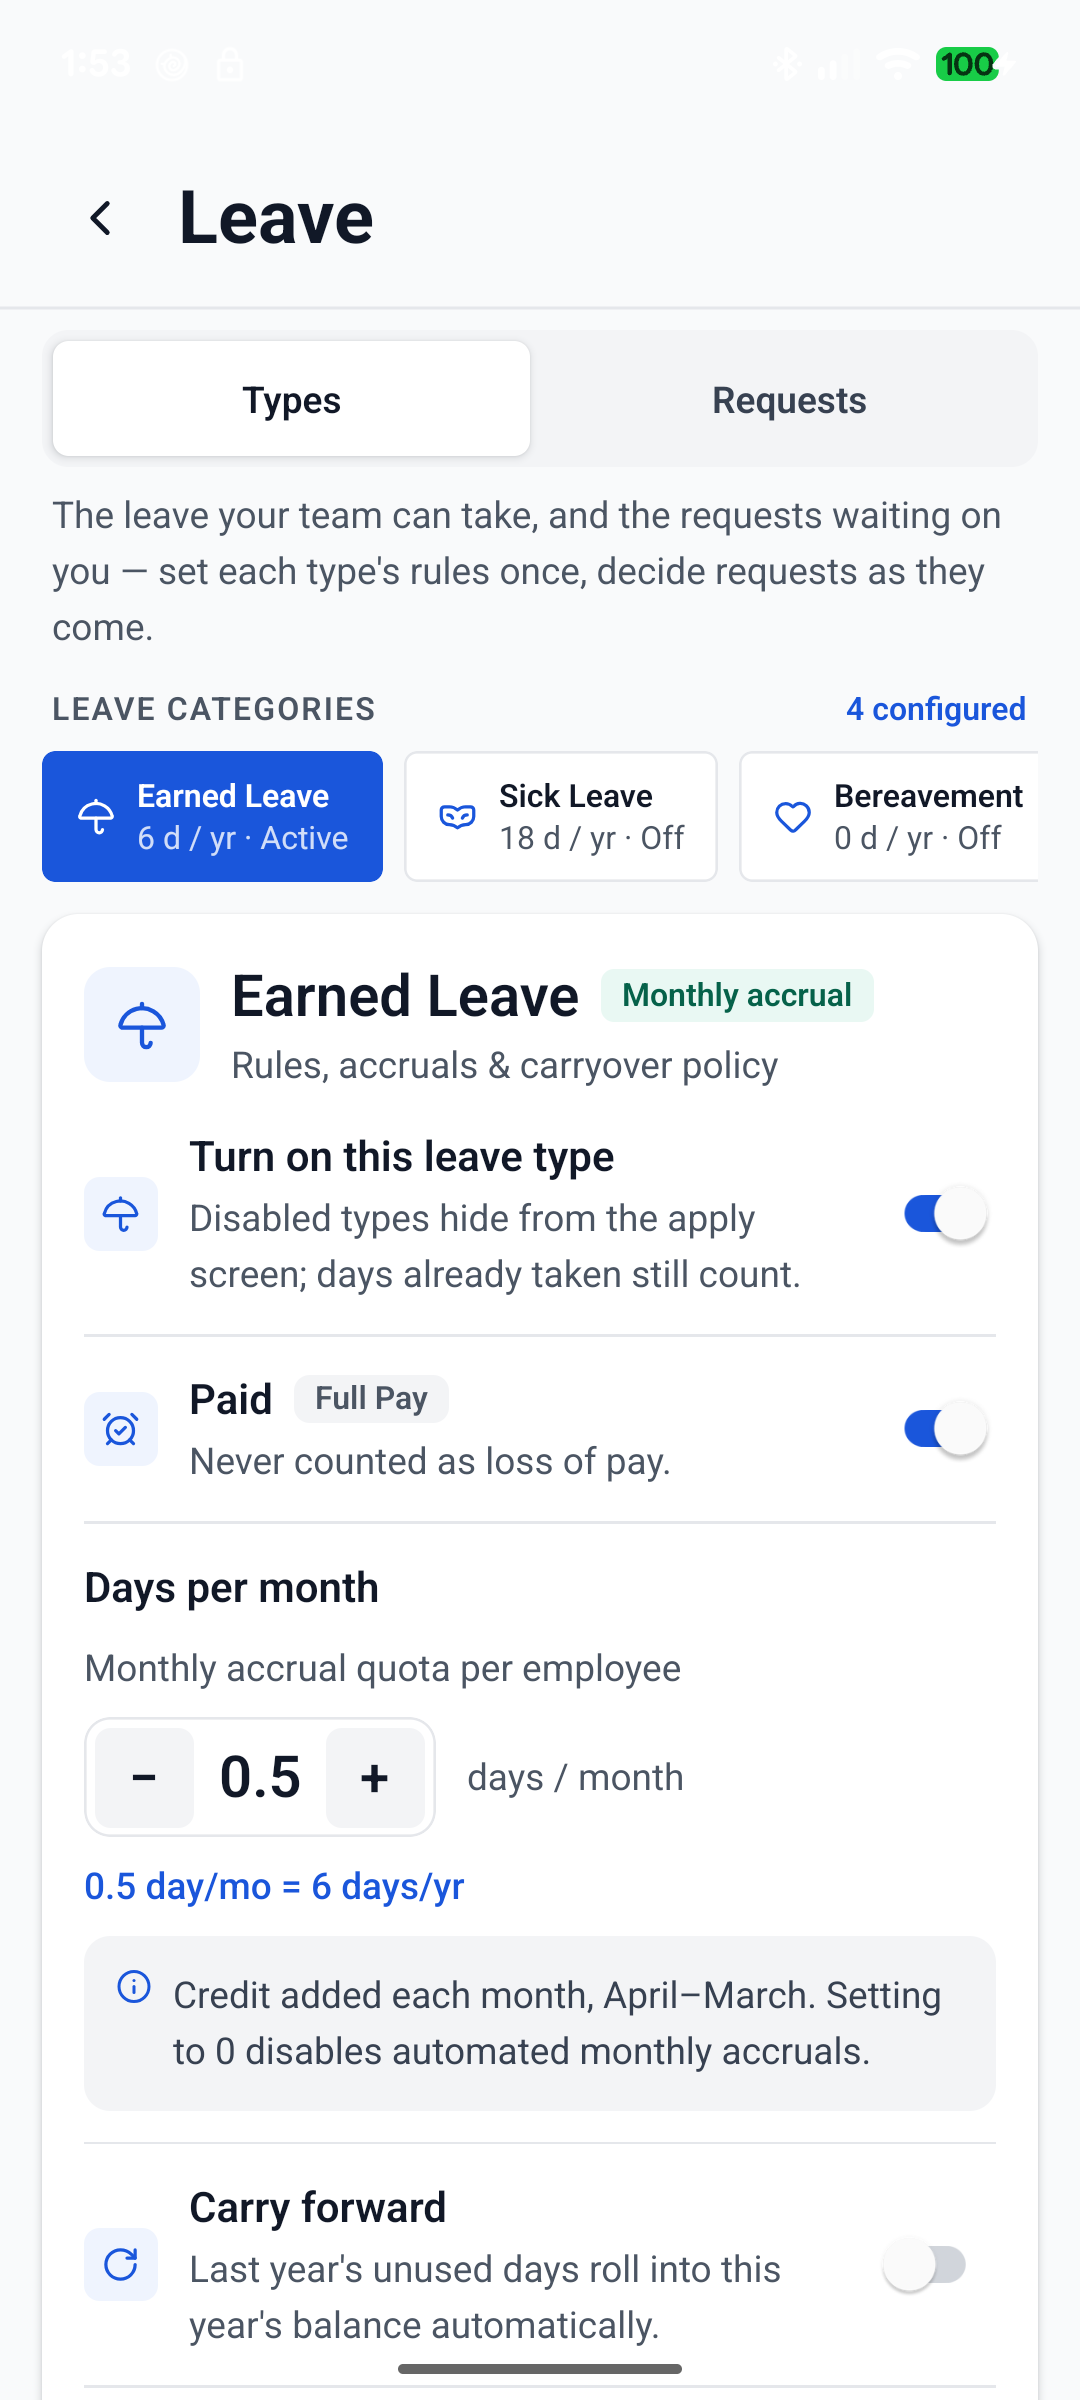 1:53
100
Leave
Types
Requests
The leave your team can take, and the requests waiting on
you — set each type's rules once, decide requests as they
come.
LEAVE CATEGORIES
4 configured
Earned Leave
6 d / yr · Active
Sick Leave
18 d / yr · Off
Bereavement
0 d / yr · Off
Earned Leave
Monthly accrual
Rules, accruals & carryover policy
Turn on this leave type
Disabled types hide from the apply
screen; days already taken still count.
Paid
Full Pay
Never counted as loss of pay.
Days per month
Monthly accrual quota per employee
− 0.5 +
days / month
0.5 day/mo = 6 days/yr
Credit added each month, April–March. Setting
to 0 disables automated monthly accruals.
Carry forward
Last year's unused days roll into this
year's balance automatically.